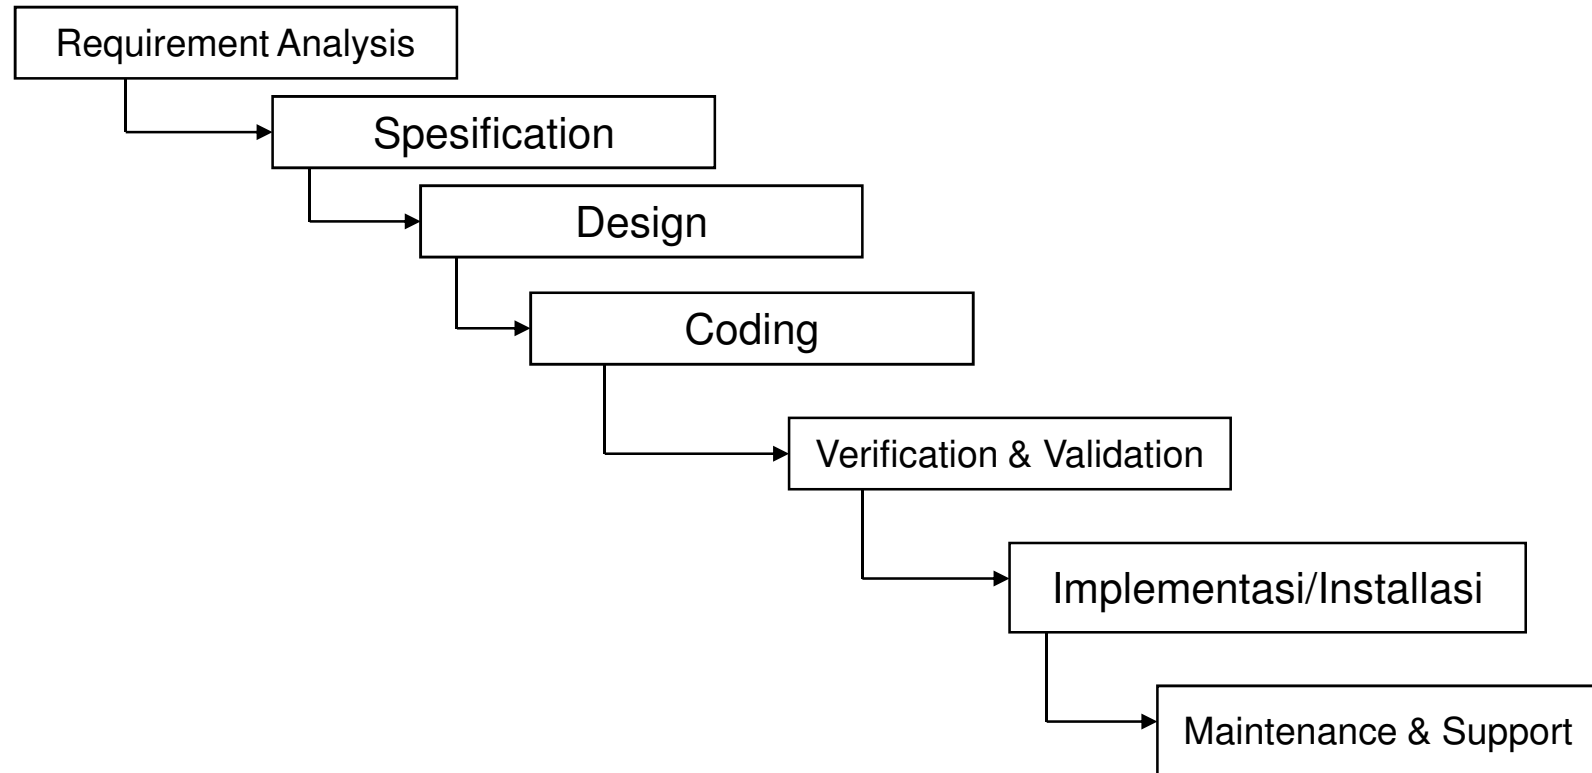 Requirement Analysis
Spesification
Design
Coding
Verification & Validation
Implementasi/Installasi
Maintenance & Support